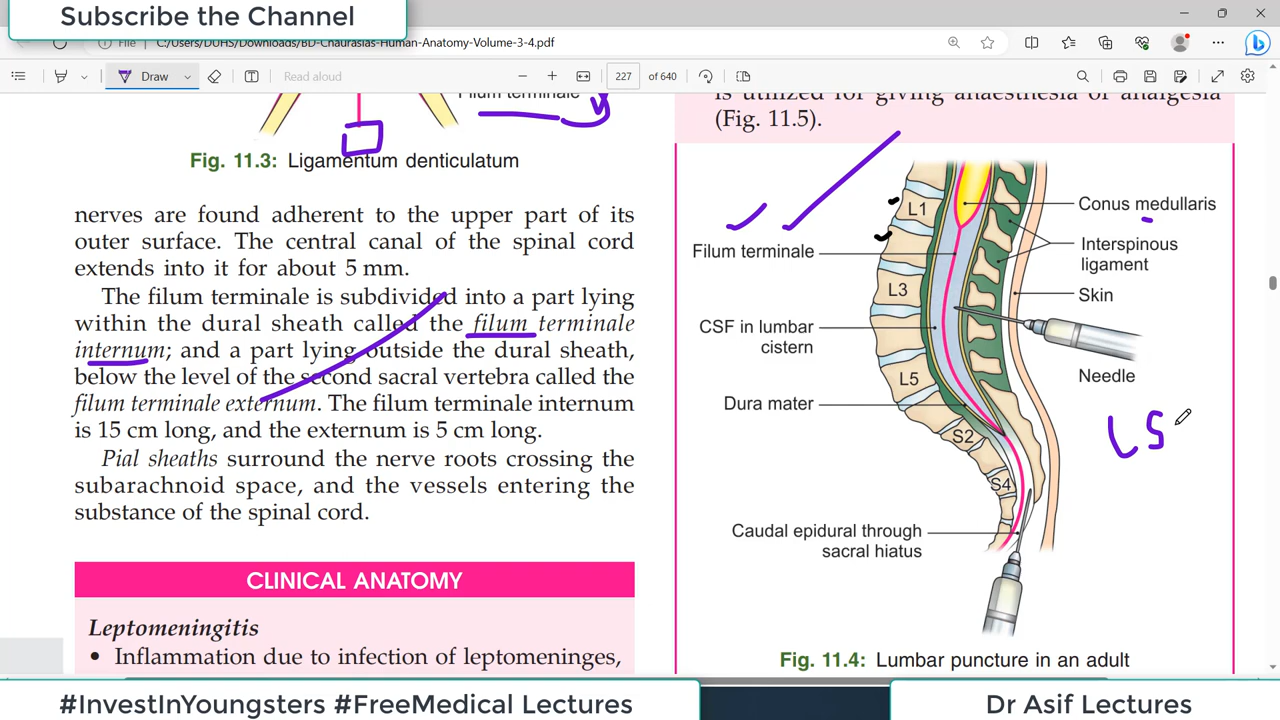 Subscribe the Channel
File C:/Users/DUHS/Downloads/BD-Chaurasias-Human-Anatomy-Volume-3-4.pdf
Draw
Read aloud
227 of 640
Filum terminale
Fig. 11.3: Ligamentum denticulatum
nerves are found adherent to the upper part of its
outer surface. The central canal of the spinal cord
extends into it for about 5 mm.
The filum terminale is subdivided into a part lying
within the dural sheath called the filum terminale
internum; and a part lying outside the dural sheath,
below the level of the second sacral vertebra called the
filum terminale externum. The filum terminale internum
is 15 cm long, and the externum is 5 cm long.
Pial sheaths surround the nerve roots crossing the
subarachnoid space, and the vessels entering the
substance of the spinal cord.
CLINICAL ANATOMY
Leptomeningitis
• Inflammation due to infection of leptomeninges,
is utilized for giving anaesthesia or analgesia
(Fig. 11.5).
L1
Conus medullaris
Filum terminale
Interspinous
ligament
L3
Skin
CSF in lumbar
cistern
L5
Needle
Dura mater
S2
LS
S4
Caudal epidural through
sacral hiatus
Fig. 11.4: Lumbar puncture in an adult
#InvestInYoungsters #FreeMedical Lectures
Dr Asif Lectures